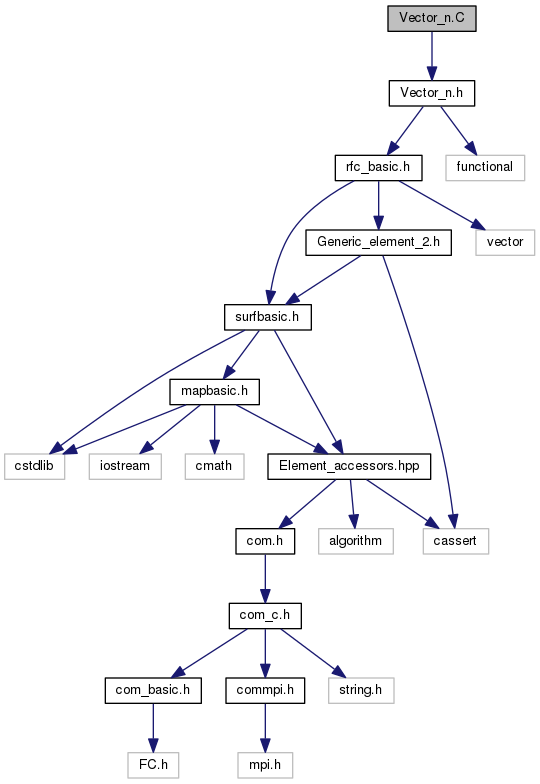 Vector_n.C
Vector_n.h
rfc_basic.h
functional
Generic_element_2.h
vector
surfbasic.h
mapbasic.h
cstdlib
iostream
cmath
Element_accessors.hpp
com.h
algorithm
cassert
com_c.h
com_basic.h
commpi.h
string.h
FC.h
mpi.h